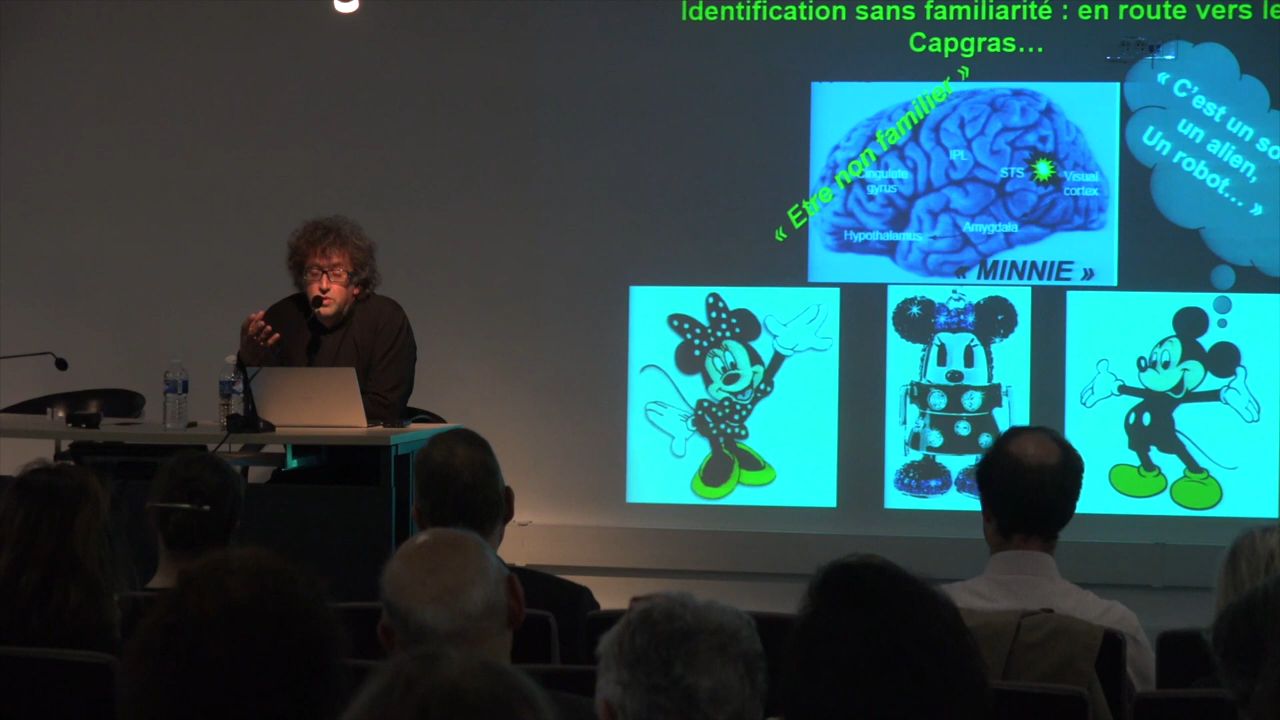 Identification sans familiarité : en route vers le
Capgras…
« Etre non familier »
« C'est un so
un alien,
Un robot… »
IPL
Cingulate
gyrus
STS
Visual
cortex
Amygdala
Hypothalamus
« MINNIE »